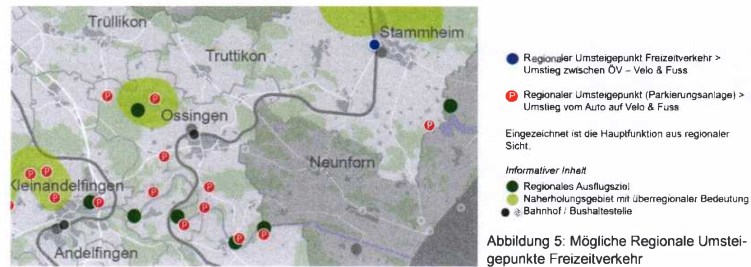 Trüllikon
Truttikon
Stammheim
Ossingen
Neunforn
Kleinandelfingen
Andelfingen
P
P
P
P
P
P
P
P
P
P
P
P
P
P
Regionaler Umsteigepunkt Freizeitverkehr >
Umstieg zwischen ÖV – Velo & Fuss
P Regionaler Umsteigepunkt (Parkierungsanlage) >
Umstieg vom Auto auf Velo & Fuss
Eingezeichnet ist die Hauptfunktion aus regionaler
Sicht.
Informativer Inhalt
Regionales Ausflugsziel
Naherholungsgebiet mit überregionaler Bedeutung
Bahnhof / Bushaltestelle
Abbildung 5: Mögliche Regionale Umstei-
gepunkte Freizeitverkehr